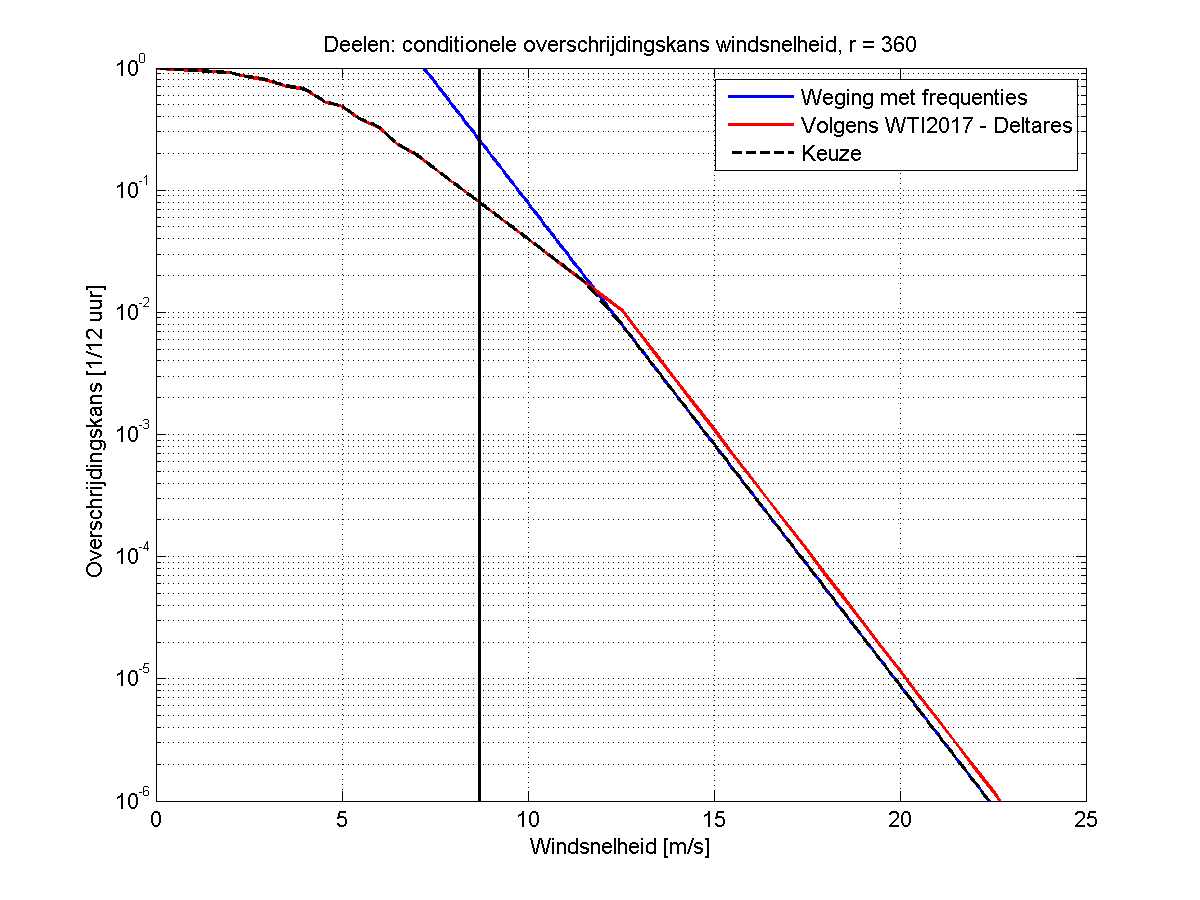 Deelen: conditionele overschrijdingskans windsnelheid, r = 360
10^0
10^-1
10^-2
10^-3
10^-4
10^-5
10^-6
Overschrijdingskans [1/12 uur]
Weging met frequenties
Volgens WTI2017 - Deltares
Keuze
0 5 10 15 20 25
Windsnelheid [m/s]